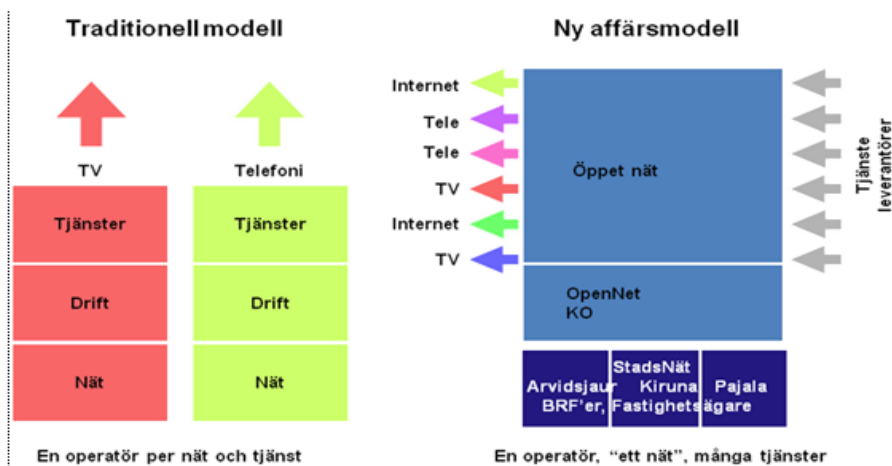 Traditionell modell
TV
Telefoni
Tjänster
Tjänster
Drift
Drift
Nät
Nät
En operatör per nät och tjänst
Ny affärsmodell
Internet
Tele
Tele
TV
Internet
TV
Öppet nät
Tjänste
leverantörer
OpenNet
KO
StadsNät
Arvidsjaur Kiruna Pajala
BRF'er, Fastighetsägare
En operatör, “ett nät”, många tjänster